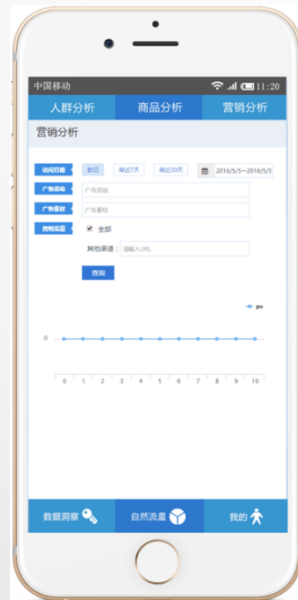 中国移动 11:20
人群分析 商品分析 营销分析
营销分析
访问日期 昨日 最近7天 最近30天 2016/5/5—2016/5/5
广告活动 广告活动
广告素材 广告素材
营销渠道 全部
其他渠道：请输入URL
查询
pv
0
0 1 2 3 4 5 6 7 8 9 10
数据洞察 自然流量 我的